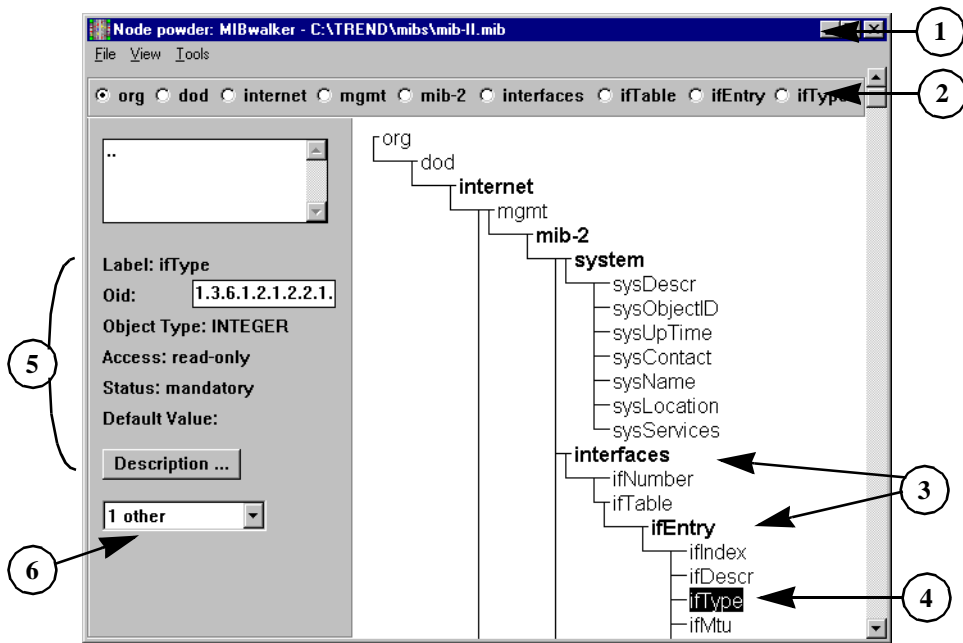 Node powder: MIBwalker - C:\TREND\mibs\mib-II.mib
1
File View Tools
org dod internet mgmt mib-2 interfaces ifTable ifEntry ifType
2
..
Label: ifType
Oid: 1.3.6.1.2.1.2.2.1.
Object Type: INTEGER
Access: read-only
Status: mandatory
Default Value:
Description ...
5
1 other
6
org
dod
internet
mgmt
mib-2
system
sysDescr
sysObjectID
sysUpTime
sysContact
sysName
sysLocation
sysServices
interfaces
ifNumber
ifTable
3
ifEntry
ifIndex
ifDescr
ifType
4
ifMtu